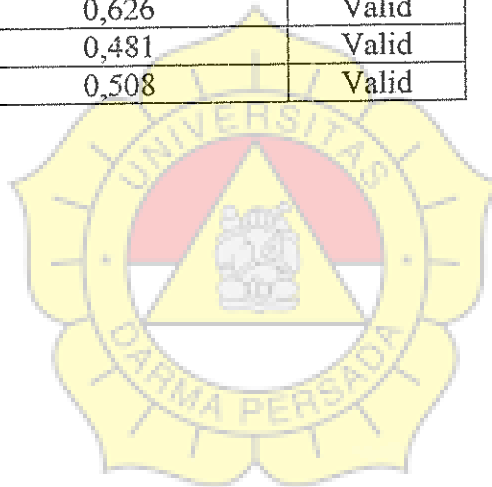 0,626 Valid
0,481 Valid
0,508 Valid
UNIVERSITAS
DARMA PERSADA